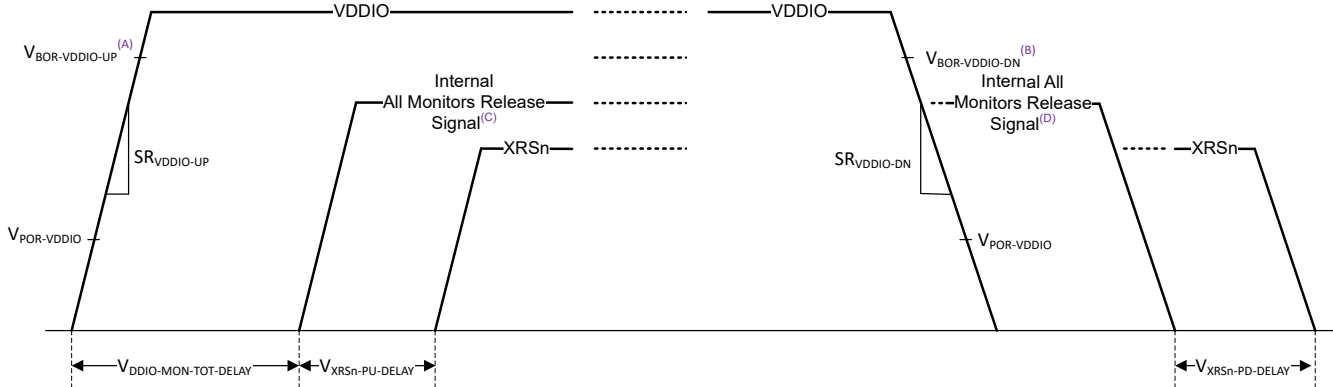 VDDIO
VDDIO
VBOR-VDDIO-UP(A)
VBOR-VDDIO-DN(B)
Internal
All Monitors Release
Signal(C)
Internal All
Monitors Release
Signal(D)
XRSn
XRSn
SRVDDIO-UP
SRVDDIO-DN
VPOR-VDDIO
VPOR-VDDIO
VDDIO-MON-TOT-DELAY
VXRSn-PU-DELAY
VXRSn-PD-DELAY